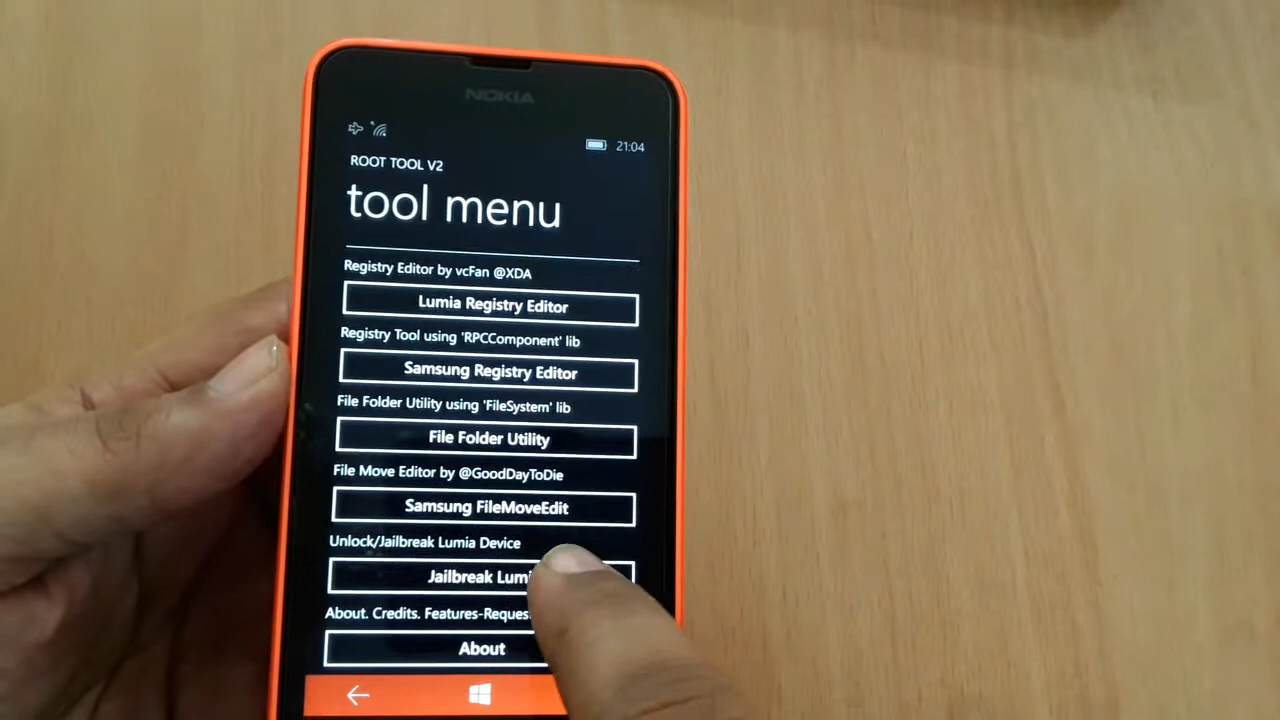 NOKIA
21:04
ROOT TOOL V2
tool menu
Registry Editor by vcFan @XDA
Lumia Registry Editor
Registry Tool using 'RPCComponent' lib
Samsung Registry Editor
File Folder Utility using 'FileSystem' lib
File Folder Utility
File Move Editor by @GoodDayToDie
Samsung FileMoveEdit
Unlock/Jailbreak Lumia Device
Jailbreak Lumi
About. Credits. Features-Reques
About